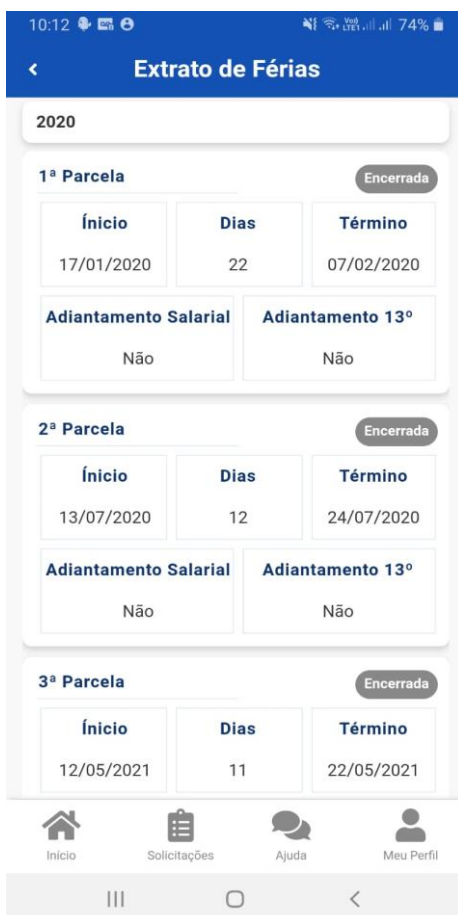 10:12 74%
Extrato de Férias
2020
1ª Parcela Encerrada
Ínicio Dias Término
17/01/2020 22 07/02/2020
Adiantamento Salarial Adiantamento 13º
Não Não
2ª Parcela Encerrada
Ínicio Dias Término
13/07/2020 12 24/07/2020
Adiantamento Salarial Adiantamento 13º
Não Não
3ª Parcela Encerrada
Ínicio Dias Término
12/05/2021 11 22/05/2021
Início Solicitações Ajuda Meu Perfil